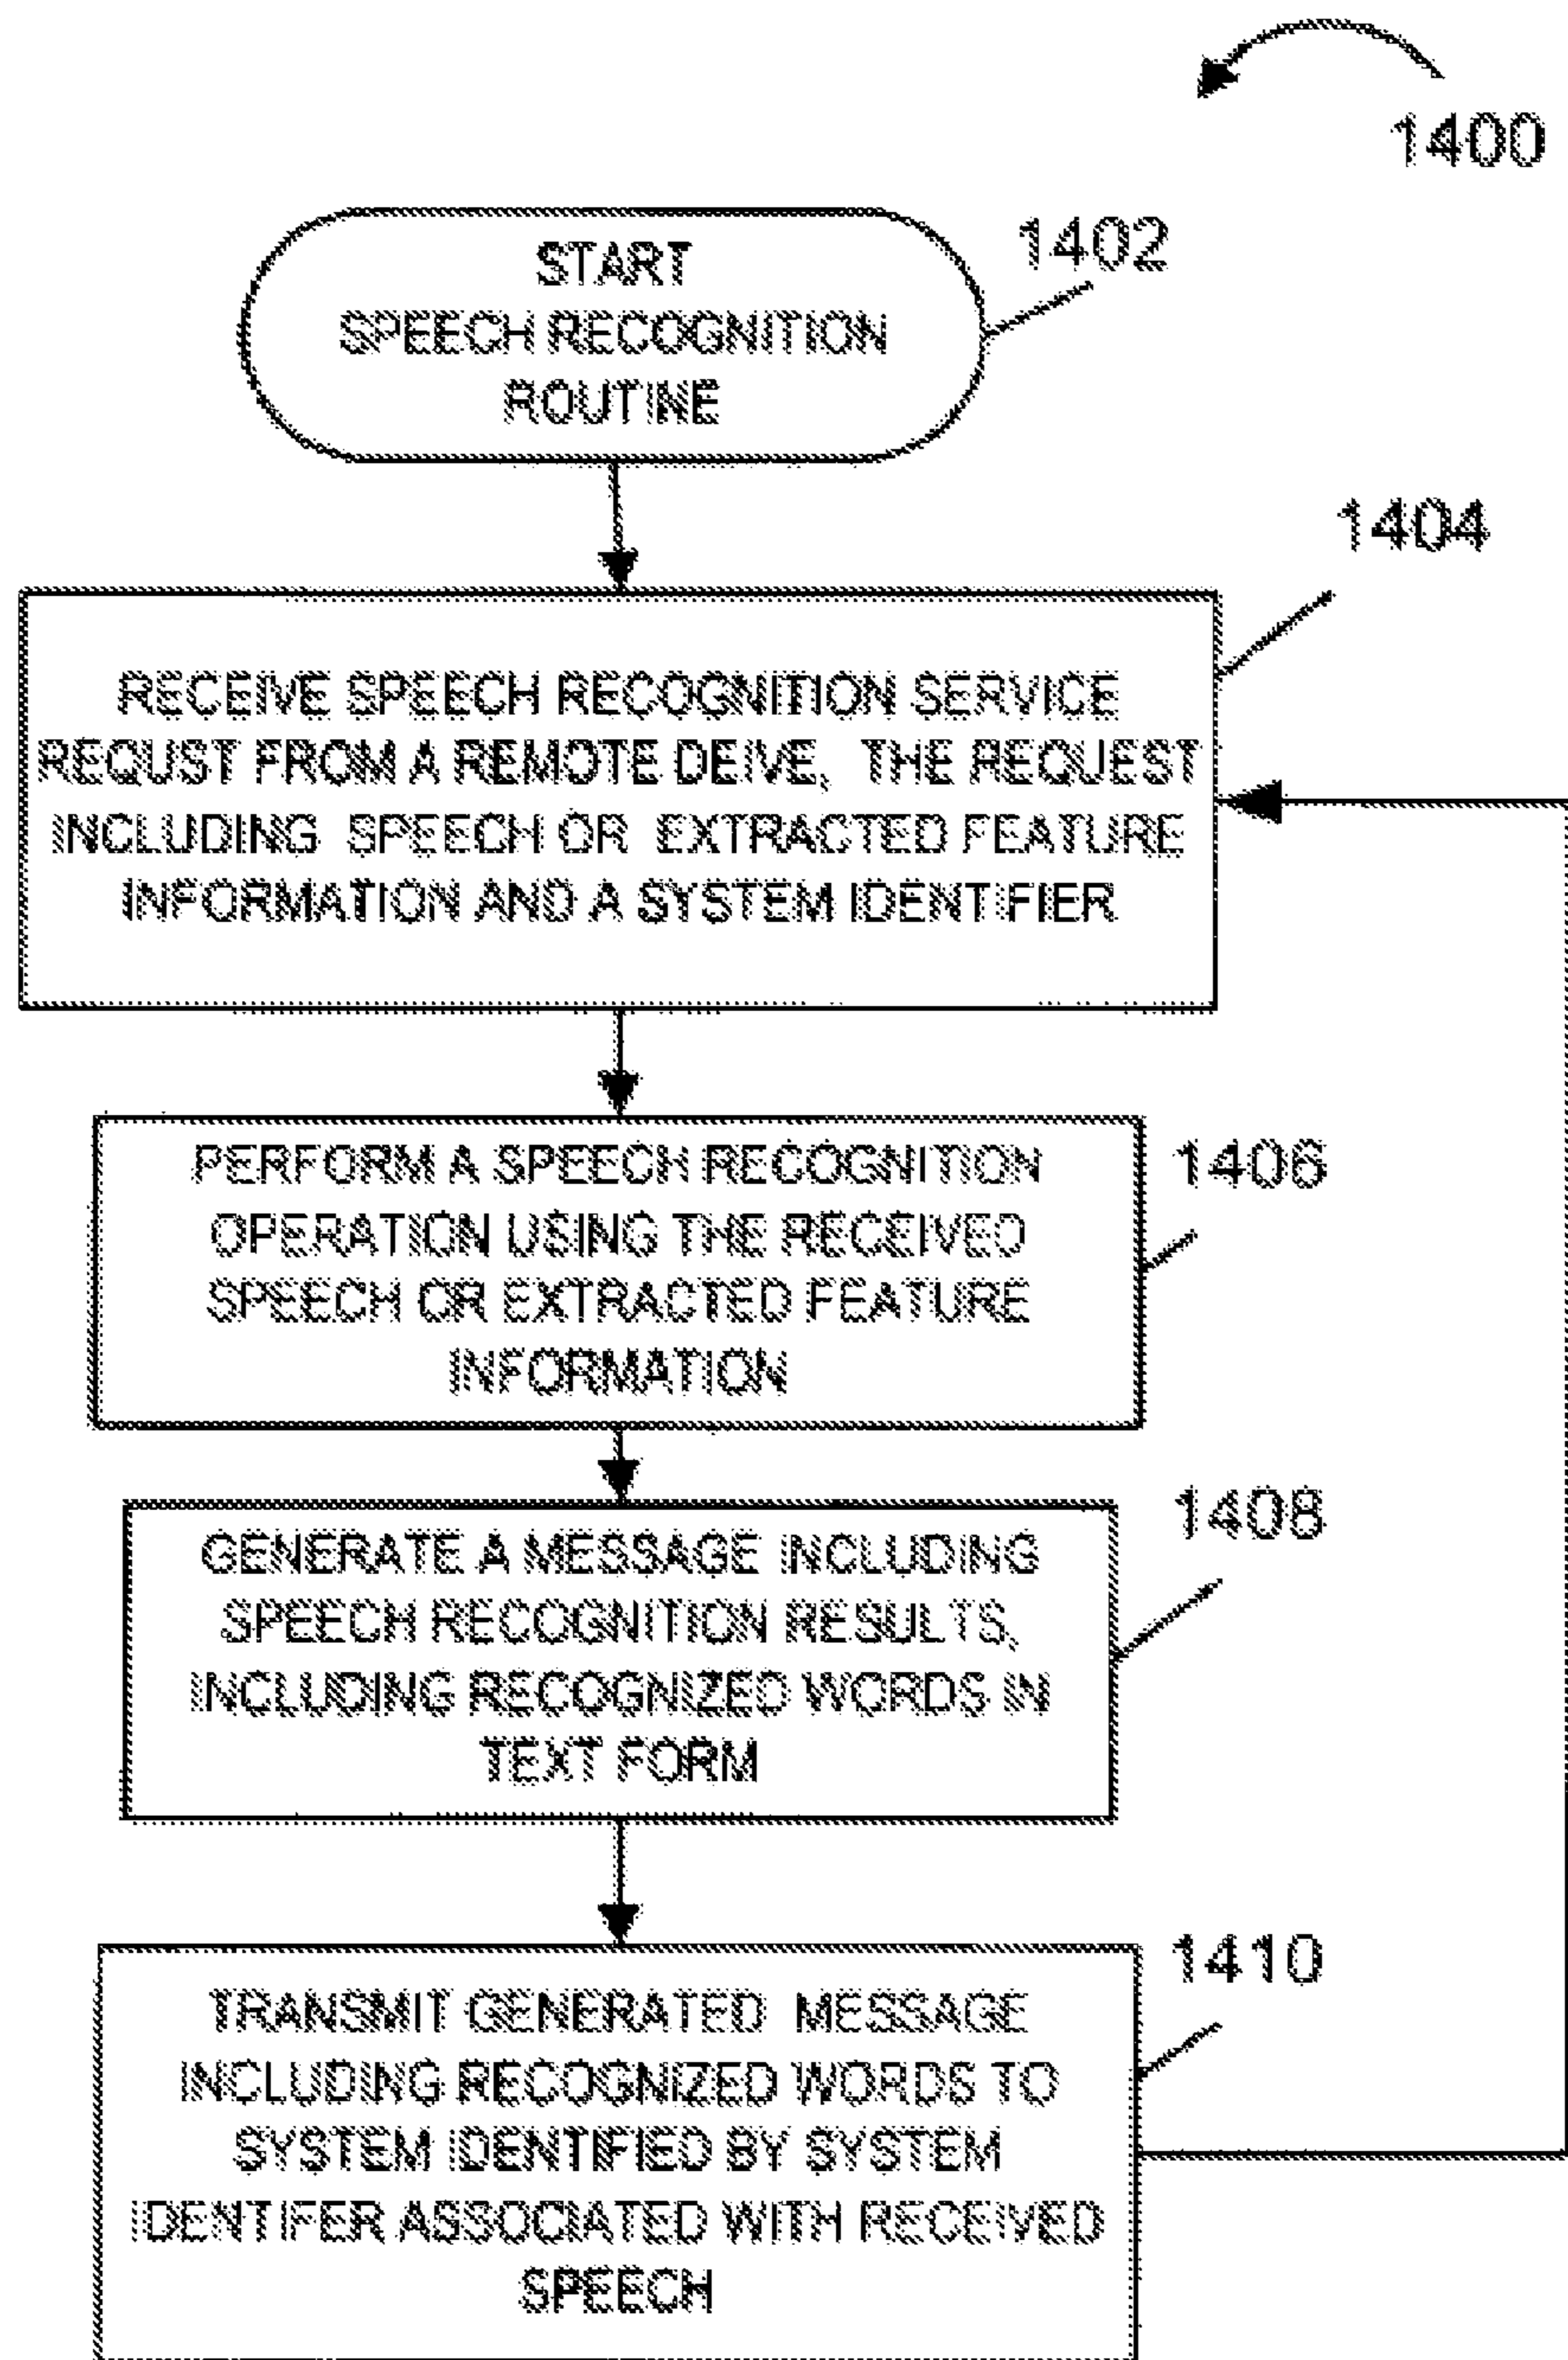 1400
START
SPEECH RECOGNITION
ROUTINE
1402
1404
RECEIVE SPEECH RECOGNITION SERVICE
REQUST FROM A REMOTE DEIVE, THE REQUEST
INCLUDING SPEECH OR EXTRACTED FEATURE
INFORMATION AND A SYSTEM IDENTIFIER
PERFORM A SPEECH RECOGNITION
OPERATION USING THE RECEIVED
SPEECH OR EXTRACTED FEATURE
INFORMATION
1406
GENERATE A MESSAGE INCLUDING
SPEECH RECOGNITION RESULTS,
INCLUDING RECOGNIZED WORDS IN
TEXT FORM
1408
TRANSMIT GENERATED MESSAGE
INCLUDING RECOGNIZED WORDS TO
SYSTEM IDENTIFIED BY SYSTEM
IDENTIFER ASSOCIATED WITH RECEIVED
SPEECH
1410